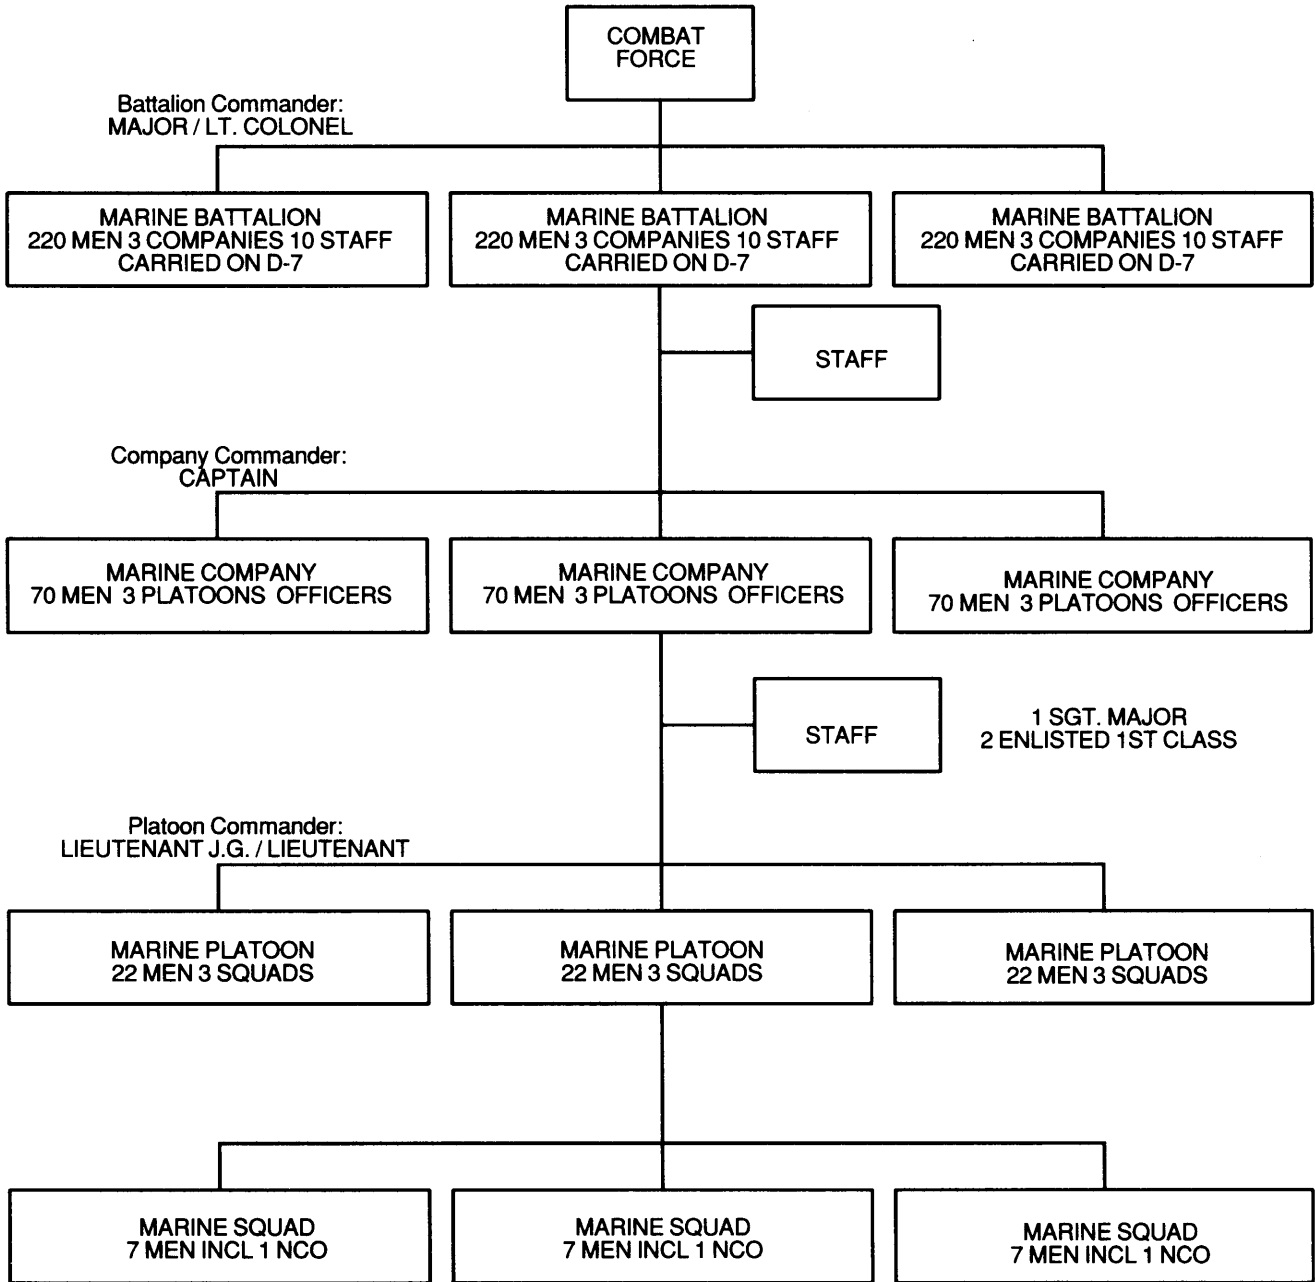 COMBAT
FORCE
Battalion Commander:
MAJOR / LT. COLONEL
MARINE BATTALION
220 MEN 3 COMPANIES 10 STAFF
CARRIED ON D-7
MARINE BATTALION
220 MEN 3 COMPANIES 10 STAFF
CARRIED ON D-7
MARINE BATTALION
220 MEN 3 COMPANIES 10 STAFF
CARRIED ON D-7
STAFF
Company Commander:
CAPTAIN
MARINE COMPANY
70 MEN 3 PLATOONS OFFICERS
MARINE COMPANY
70 MEN 3 PLATOONS OFFICERS
MARINE COMPANY
70 MEN 3 PLATOONS OFFICERS
STAFF
1 SGT. MAJOR
2 ENLISTED 1ST CLASS
Platoon Commander:
LIEUTENANT J.G. / LIEUTENANT
MARINE PLATOON
22 MEN 3 SQUADS
MARINE PLATOON
22 MEN 3 SQUADS
MARINE PLATOON
22 MEN 3 SQUADS
MARINE SQUAD
7 MEN INCL 1 NCO
MARINE SQUAD
7 MEN INCL 1 NCO
MARINE SQUAD
7 MEN INCL 1 NCO